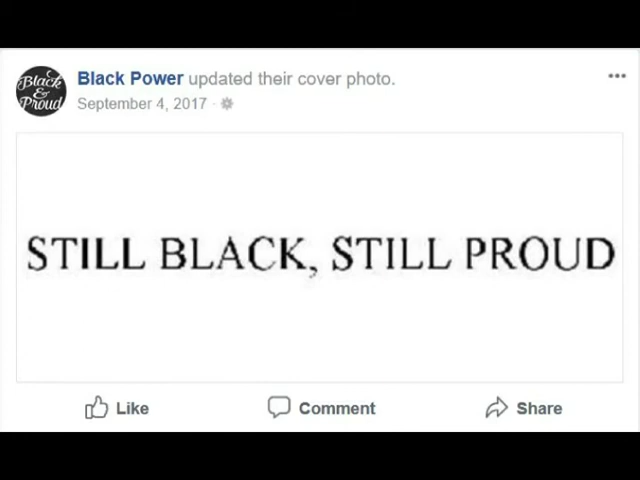 Black
&
Proud
Black Power updated their cover photo.
September 4, 2017 ·
STILL BLACK, STILL PROUD
Like
Comment
Share